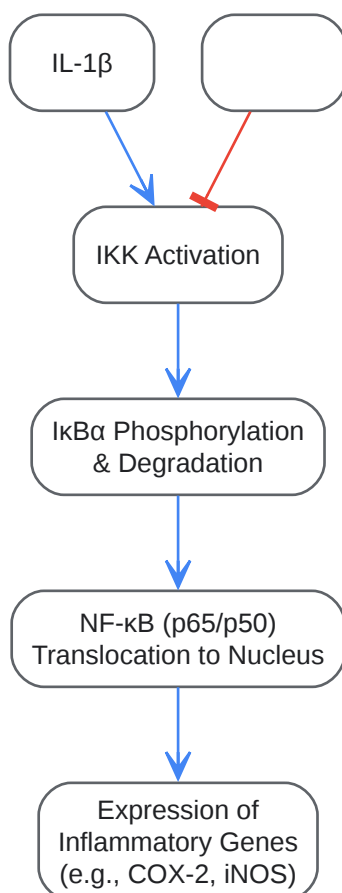 IL-1β
IKK Activation
IκBα Phosphorylation
& Degradation
NF-κB (p65/p50)
Translocation to Nucleus
Expression of
Inflammatory Genes
(e.g., COX-2, iNOS)